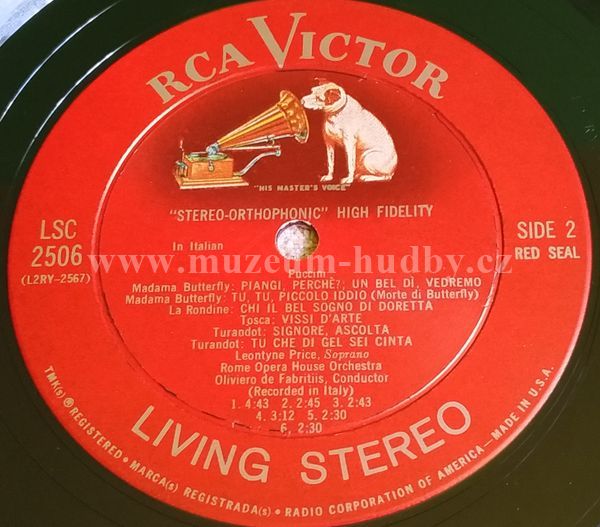 RCA VICTOR
"HIS MASTER'S VOICE"
"STEREO-ORTHOPHONIC" HIGH FIDELITY
LSC
2506
(L2RY-2567)
In Italian
SIDE 2
RED SEAL
www.muzeum-hudby.cz
Puccini
Madama Butterfly: PIANGI, PERCHÈ?; UN BEL DÌ, VEDREMO
Madama Butterfly: TU, TU, PICCOLO IDDIO (Morte di Butterfly)
La Rondine: CHI IL BEL SOGNO DI DORETTA
Tosca: VISSI D'ARTE
Turandot: SIGNORE, ASCOLTA
Turandot: TU CHE DI GEL SEI CINTA
Leontyne Price, Soprano
Rome Opera House Orchestra
Oliviero de Fabritiis, Conductor
(Recorded in Italy)
1. 4:43 2. 2:45 3. 2:43
4. 3:12 5. 2:30
6. 2:30
LIVING STEREO
TMK(s) ® REGISTERED • MARCA(s) REGISTRADA(s) • RADIO CORPORATION OF AMERICA—MADE IN U.S.A.